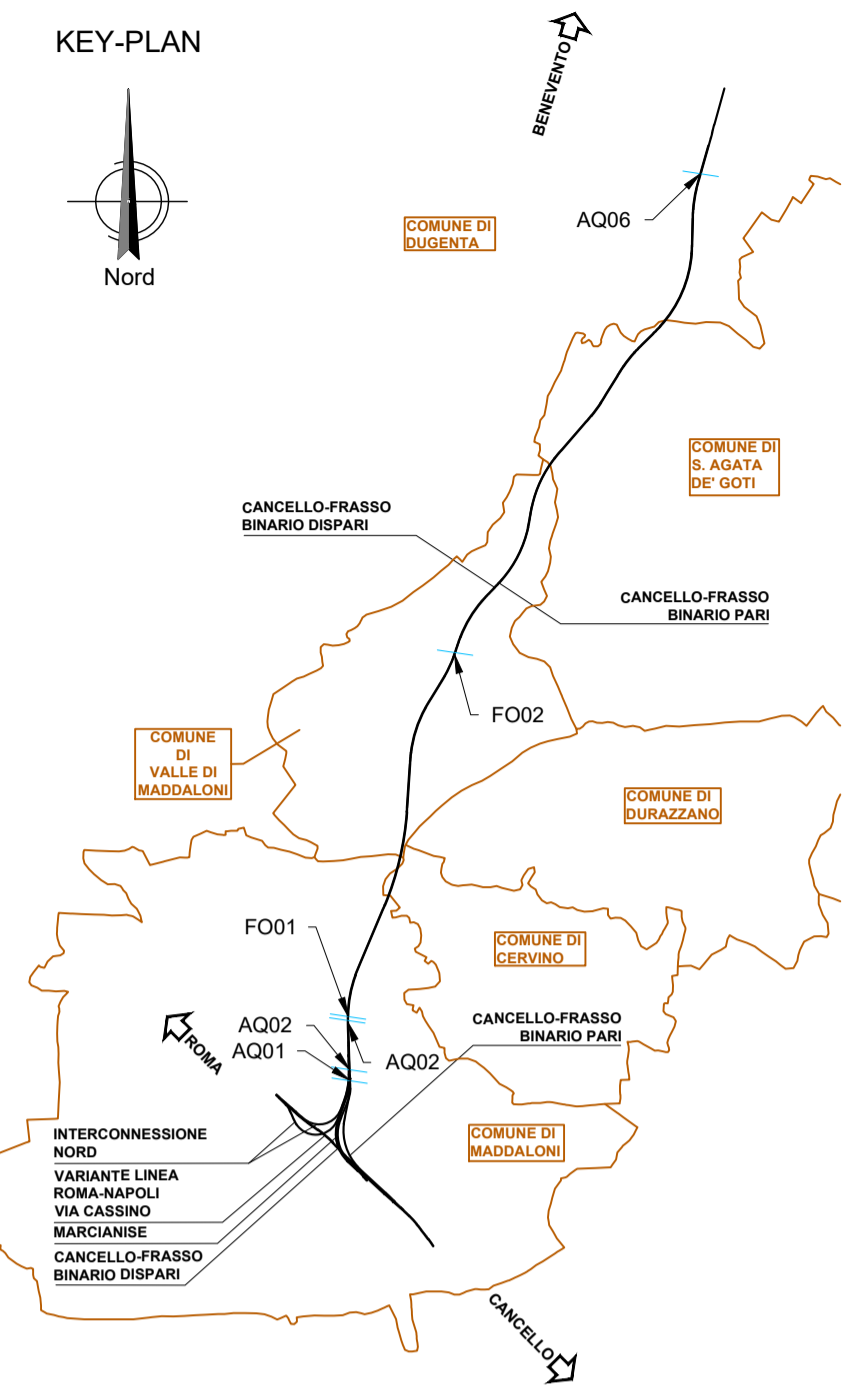 KEY-PLAN
BENEVENTO
Nord
AQ06
COMUNE DI
DUGENTA
COMUNE DI
S. AGATA
DE' GOTI
CANCELLO-FRASSO
BINARIO DISPARI
CANCELLO-FRASSO
BINARIO PARI
FO02
COMUNE
DI
VALLE DI
MADDALONI
COMUNE DI
DURAZZANO
FO01
COMUNE DI
CERVINO
ROMA
AQ02
AQ01
AQ02
CANCELLO-FRASSO
BINARIO PARI
INTERCONNESSIONE
NORD
COMUNE DI
MADDALONI
VARIANTE LINEA
ROMA-NAPOLI
VIA CASSINO
MARCIANISE
CANCELLO-FRASSO
BINARIO DISPARI
CANCELLO